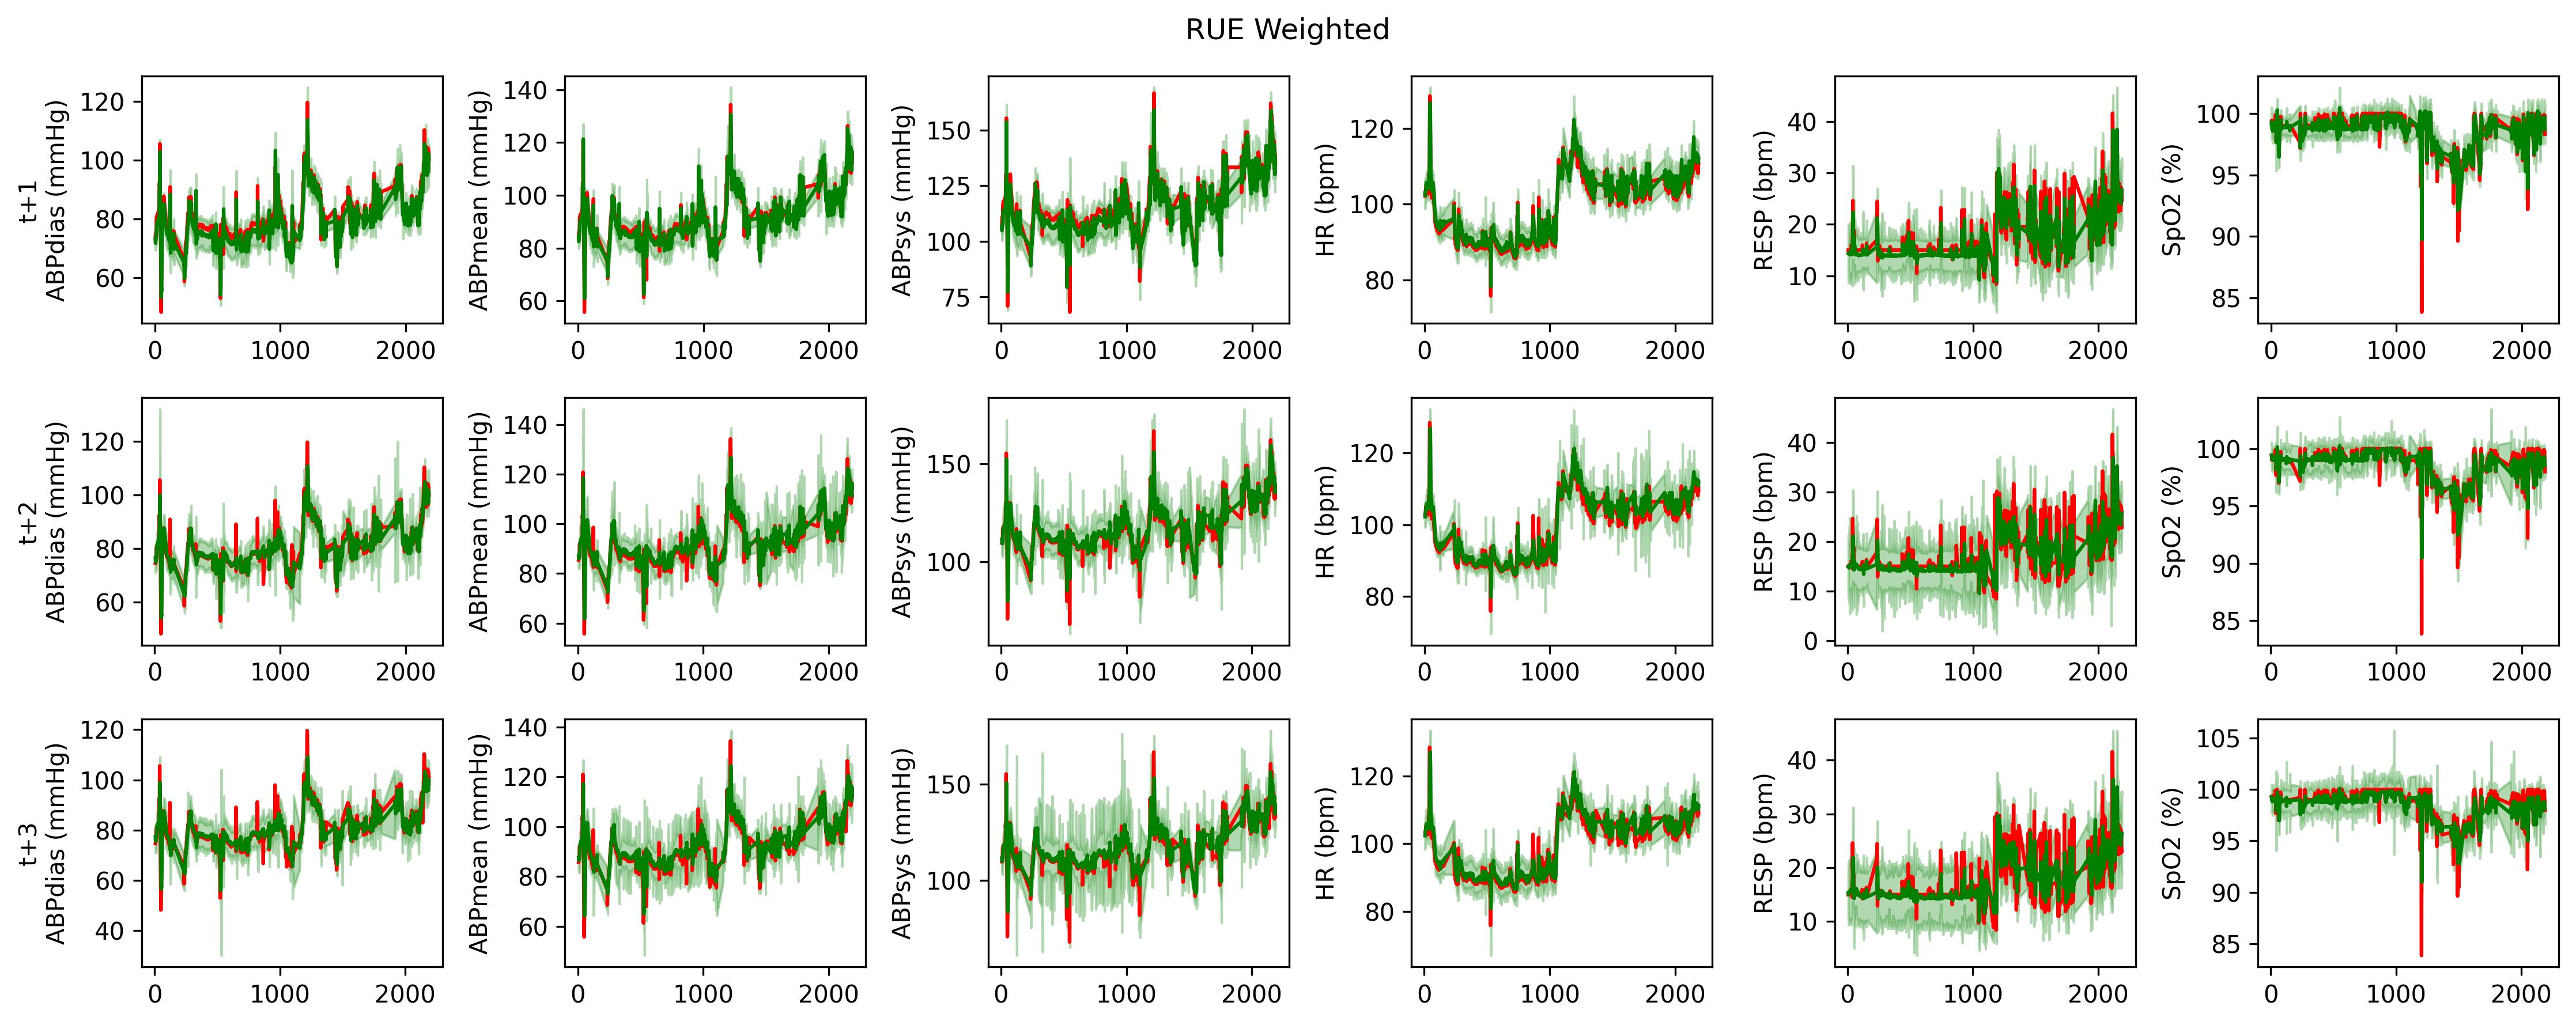 RUE Weighted
t+1
ABPdias (mmHg)
120
100
80
60
0 1000 2000
ABPmean (mmHg)
140
120
100
80
60
0 1000 2000
ABPsys (mmHg)
150
125
100
75
0 1000 2000
HR (bpm)
120
100
80
0 1000 2000
RESP (bpm)
40
30
20
10
0 1000 2000
SpO2 (%)
100
95
90
85
0 1000 2000
t+2
ABPdias (mmHg)
120
100
80
60
0 1000 2000
ABPmean (mmHg)
140
120
100
80
60
0 1000 2000
ABPsys (mmHg)
150
100
0 1000 2000
HR (bpm)
120
100
80
0 1000 2000
RESP (bpm)
40
30
20
10
0
0 1000 2000
SpO2 (%)
100
95
90
85
0 1000 2000
t+3
ABPdias (mmHg)
120
100
80
60
40
0 1000 2000
ABPmean (mmHg)
140
120
100
80
60
0 1000 2000
ABPsys (mmHg)
150
100
0 1000 2000
HR (bpm)
120
100
80
0 1000 2000
RESP (bpm)
40
30
20
10
0 1000 2000
SpO2 (%)
105
100
95
90
85
0 1000 2000